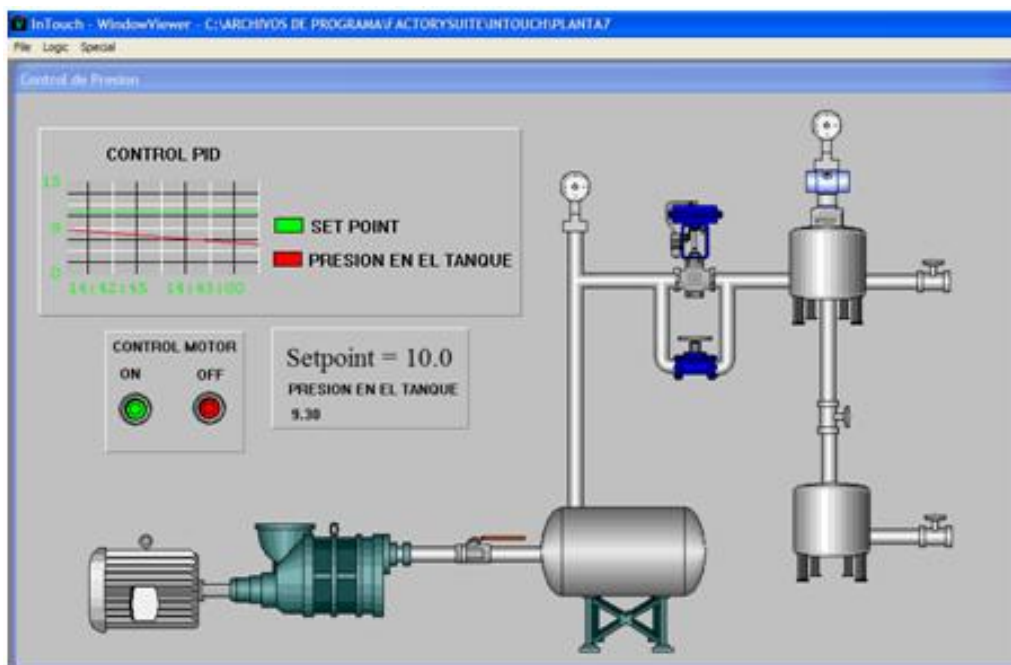 InTouch - WindowViewer - C:\ARCHIVOS DE PROGRAMA\FACTORYSUITE\INTOUCH\PLANTA7
File Logic Special
Control de Presion
CONTROL PID
15
9
0
14:42:45 14:43:00
SET POINT
PRESION EN EL TANQUE
CONTROL MOTOR
ON OFF
Setpoint = 10.0
PRESION EN EL TANQUE
9.30